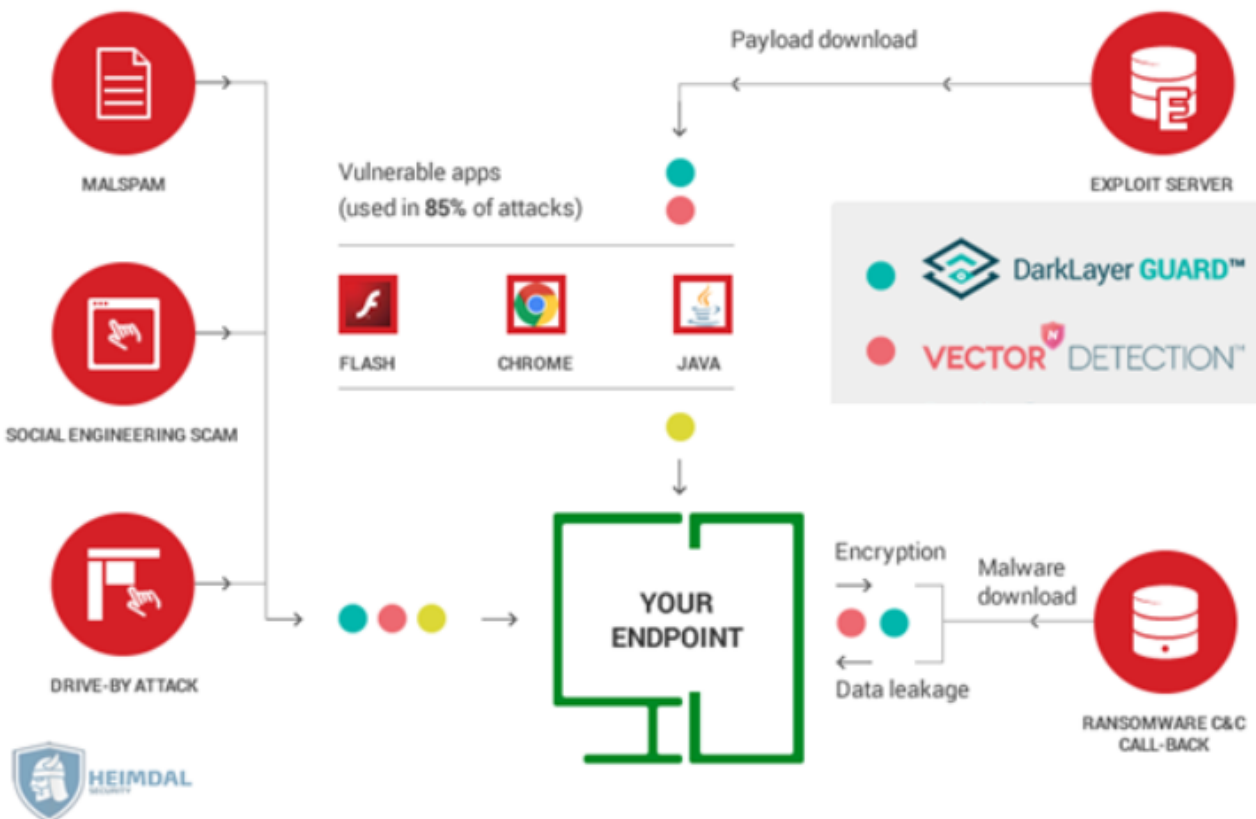 Payload download
MALSPAM
EXPLOIT SERVER
Vulnerable apps
(used in 85% of attacks)
DarkLayer GUARD™
VECTOR N DETECTION™
FLASH
CHROME
JAVA
SOCIAL ENGINEERING SCAM
YOUR
ENDPOINT
Encryption
Malware
download
Data leakage
DRIVE-BY ATTACK
RANSOMWARE C&C
CALL-BACK
HEIMDAL
SECURITY